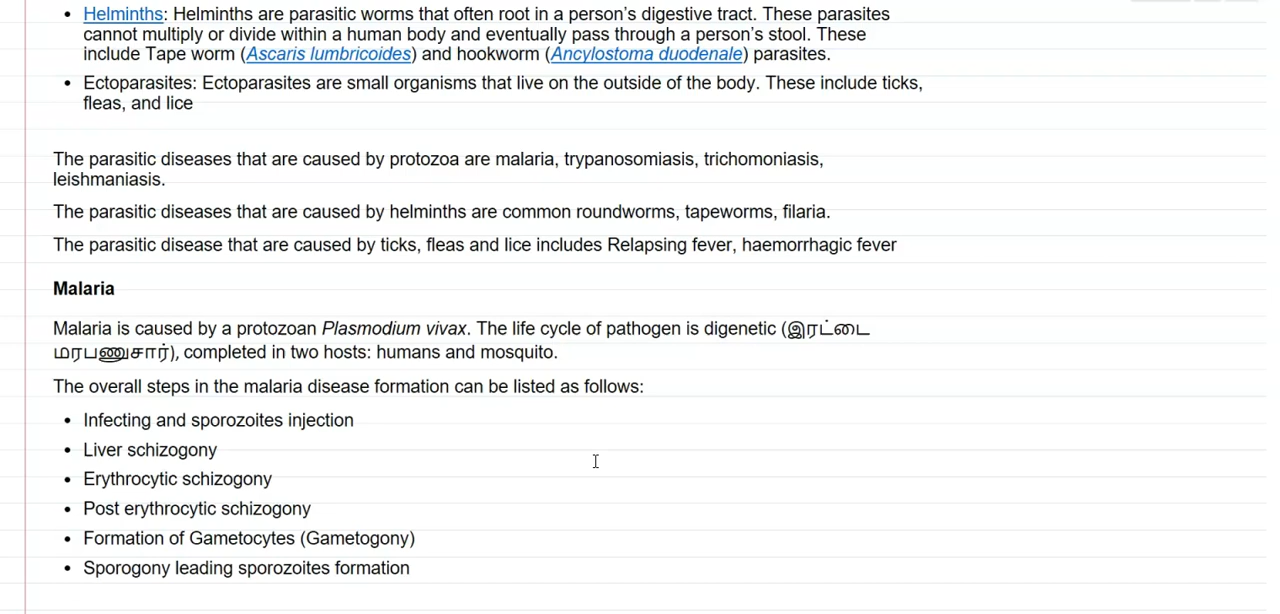 Helminths: Helminths are parasitic worms that often root in a person's digestive tract. These parasites
cannot multiply or divide within a human body and eventually pass through a person's stool. These
include Tape worm (Ascaris lumbricoides) and hookworm (Ancylostoma duodenale) parasites.
Ectoparasites: Ectoparasites are small organisms that live on the outside of the body. These include ticks,
fleas, and lice
The parasitic diseases that are caused by protozoa are malaria, trypanosomiasis, trichomoniasis,
leishmaniasis.
The parasitic diseases that are caused by helminths are common roundworms, tapeworms, filaria.
The parasitic disease that are caused by ticks, fleas and lice includes Relapsing fever, haemorrhagic fever
Malaria
Malaria is caused by a protozoan Plasmodium vivax. The life cycle of pathogen is digenetic (இரட்டை
மரபணுசார்), completed in two hosts: humans and mosquito.
The overall steps in the malaria disease formation can be listed as follows:
Infecting and sporozoites injection
Liver schizogony
Erythrocytic schizogony
Post erythrocytic schizogony
Formation of Gametocytes (Gametogony)
Sporogony leading sporozoites formation